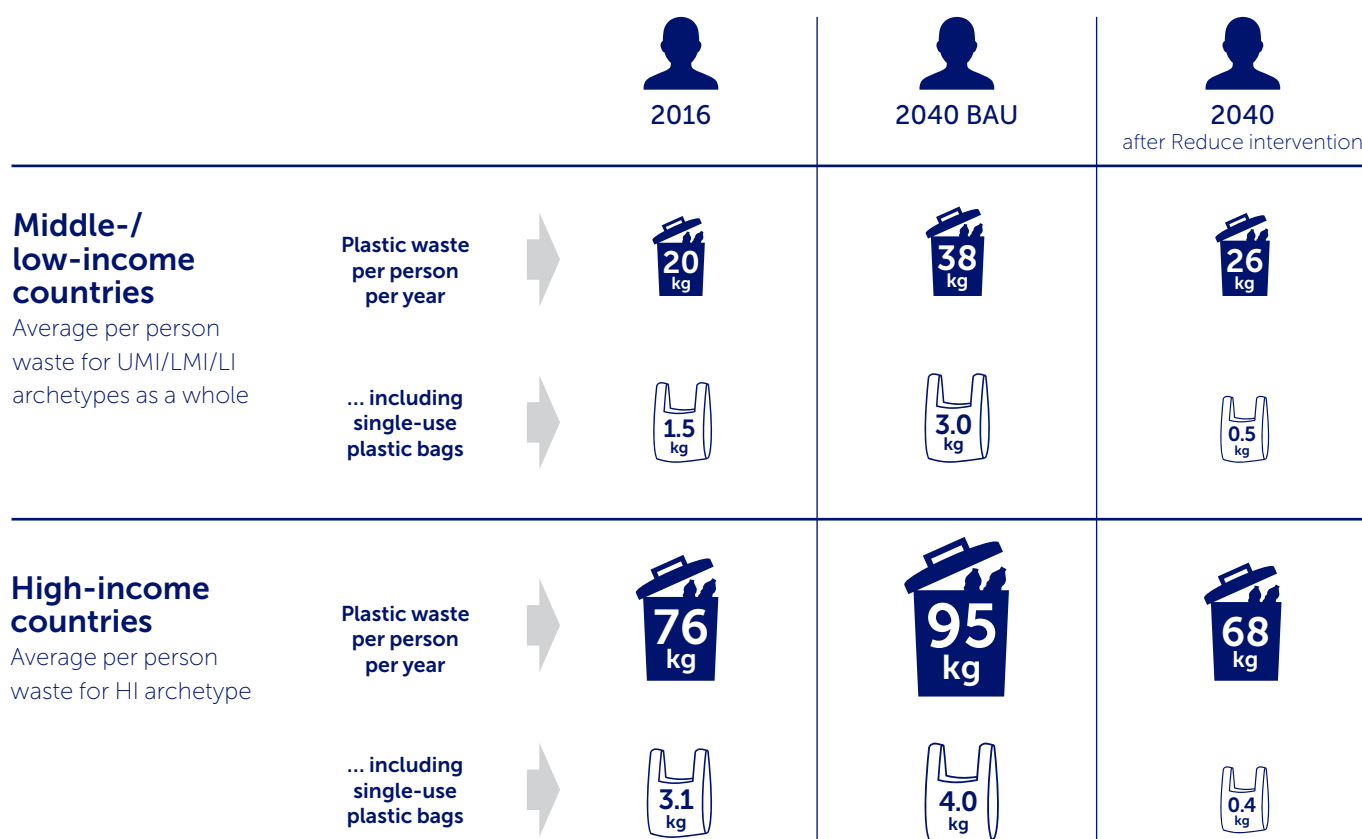 2016
2040 BAU
2040
after Reduce intervention
Middle-/
low-income
countries
Average per person
waste for UMI/LMI/LI
archetypes as a whole
Plastic waste
per person
per year
20
kg
38
kg
26
kg
... including
single-use
plastic bags
1.5
kg
3.0
kg
0.5
kg
High-income
countries
Average per person
waste for HI archetype
Plastic waste
per person
per year
76
kg
95
kg
68
kg
... including
single-use
plastic bags
3.1
kg
4.0
kg
0.4
kg